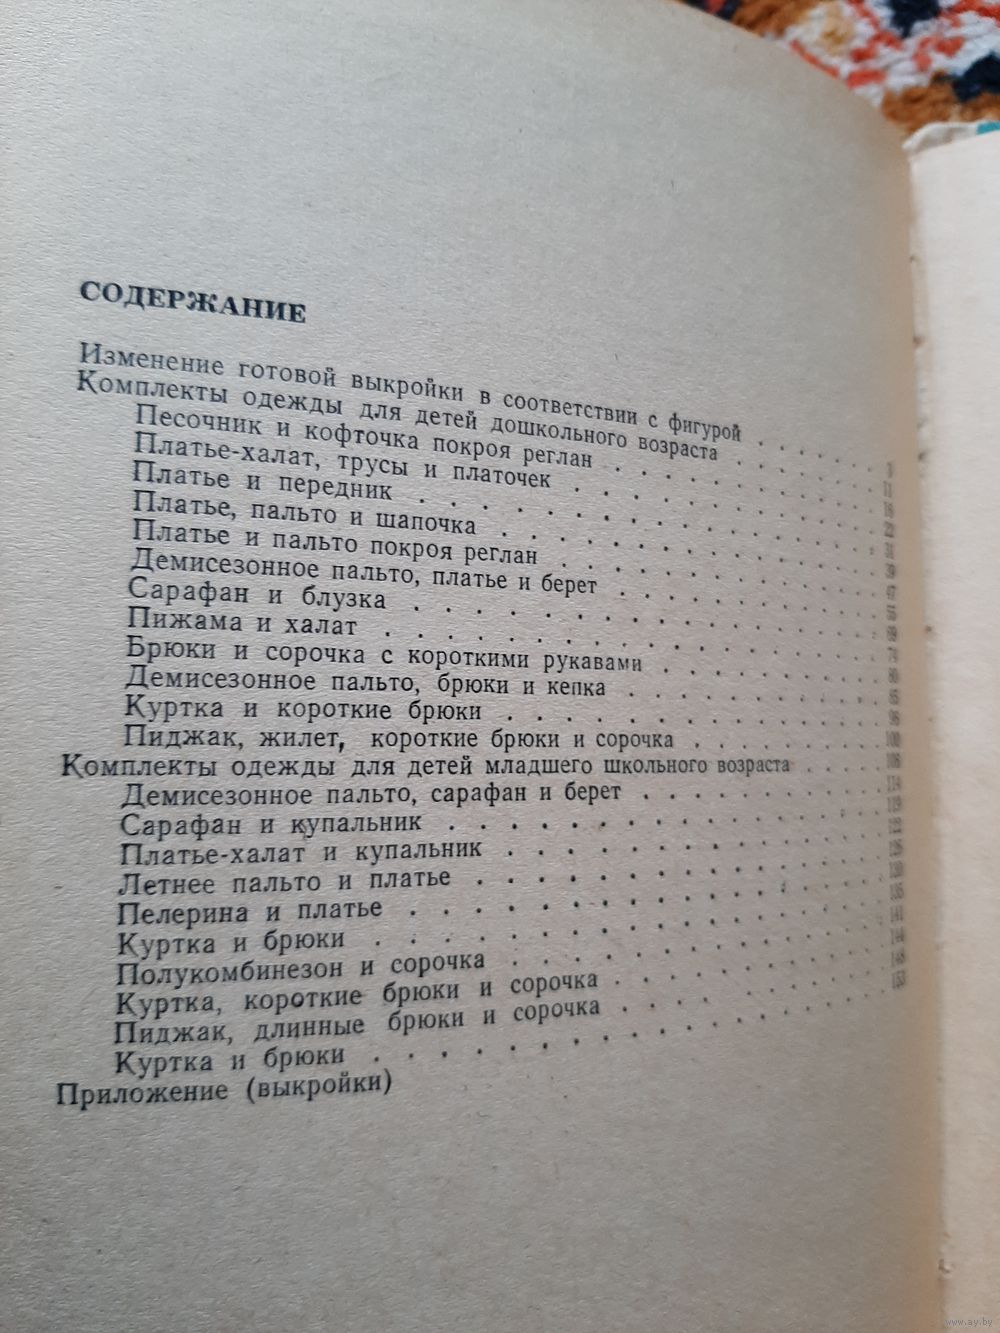 СОДЕРЖАНИЕ
Изменение готовой выкройки в соответствии с фигурой
Комплекты одежды для детей дошкольного возраста
Песочник и кофточка покроя реглан
Платье-халат, трусы и платочек
Платье и передник
Платье, пальто и шапочка
Платье и пальто покроя реглан
Демисезонное пальто, платье и берет
Сарафан и блузка
Пижама и халат
Брюки и сорочка с короткими рукавами
Демисезонное пальто, брюки и кепка
Куртка и короткие брюки
Пиджак, жилет, короткие брюки и сорочка
Комплекты одежды для детей младшего школьного возраста
Демисезонное пальто, сарафан и берет
Сарафан и купальник
Платье-халат и купальник
Летнее пальто и платье
Пелерина и платье
Куртка и брюки
Полукомбинезон и сорочка
Куртка, короткие брюки и сорочка
Пиджак, длинные брюки и сорочка
Куртка и брюки
Приложение (выкройки)
www.ay.by